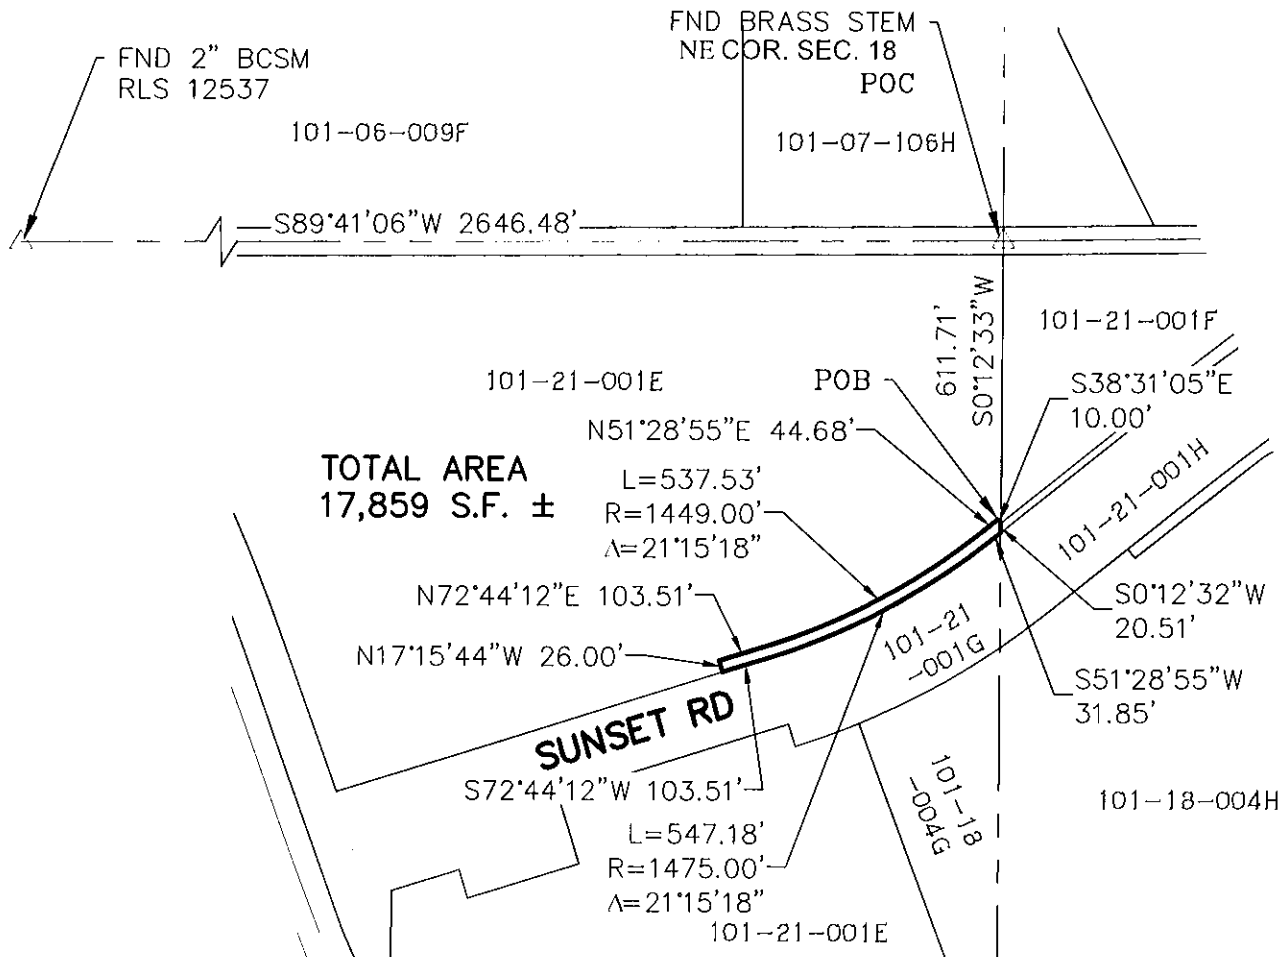 FND BRASS STEM
NE COR. SEC. 18
POC
FND 2" BCSM
RLS 12537
101-06-009F
101-07-106H
S89°41'06"W 2646.48'
611.71'
S0°12'33"W
101-21-001F
101-21-001E
POB
S38°31'05"E
10.00'
N51°28'55"E 44.68'
TOTAL AREA
17,859 S.F. ±
L=537.53'
R=1449.00'
Δ=21°15'18"
101-21-001H
N72°44'12"E 103.51'
S0°12'32"W
20.51'
N17°15'44"W 26.00'
101-21
-001G
S51°28'55"W
31.85'
SUNSET RD
S72°44'12"W 103.51'
101-18
-004G
101-18-004H
L=547.18'
R=1475.00'
Δ=21°15'18"
101-21-001E